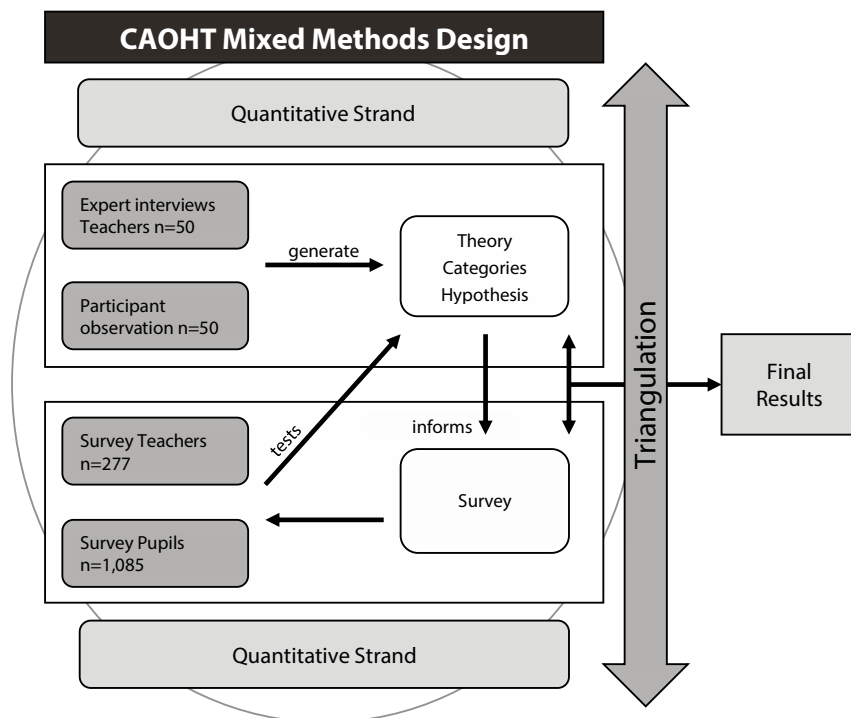 CAOHT Mixed Methods Design
Quantitative Strand
Expert interviews
Teachers n=50
generate
Theory
Categories
Hypothesis
Participant
observation n=50
Triangulation
Final
Results
Survey Teachers
n=277
tests
informs
Survey
Survey Pupils
n=1,085
Quantitative Strand